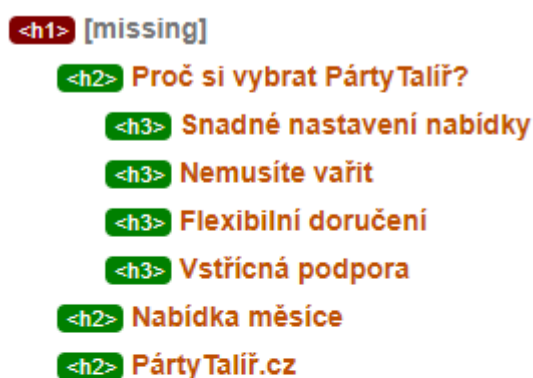 <h1> [missing]
<h2> Proč si vybrat PártyTalíř?
<h3> Snadné nastavení nabídky
<h3> Nemusíte vařit
<h3> Flexibilní doručení
<h3> Vstřícná podpora
<h2> Nabídka měsíce
<h2> PártyTalíř.cz